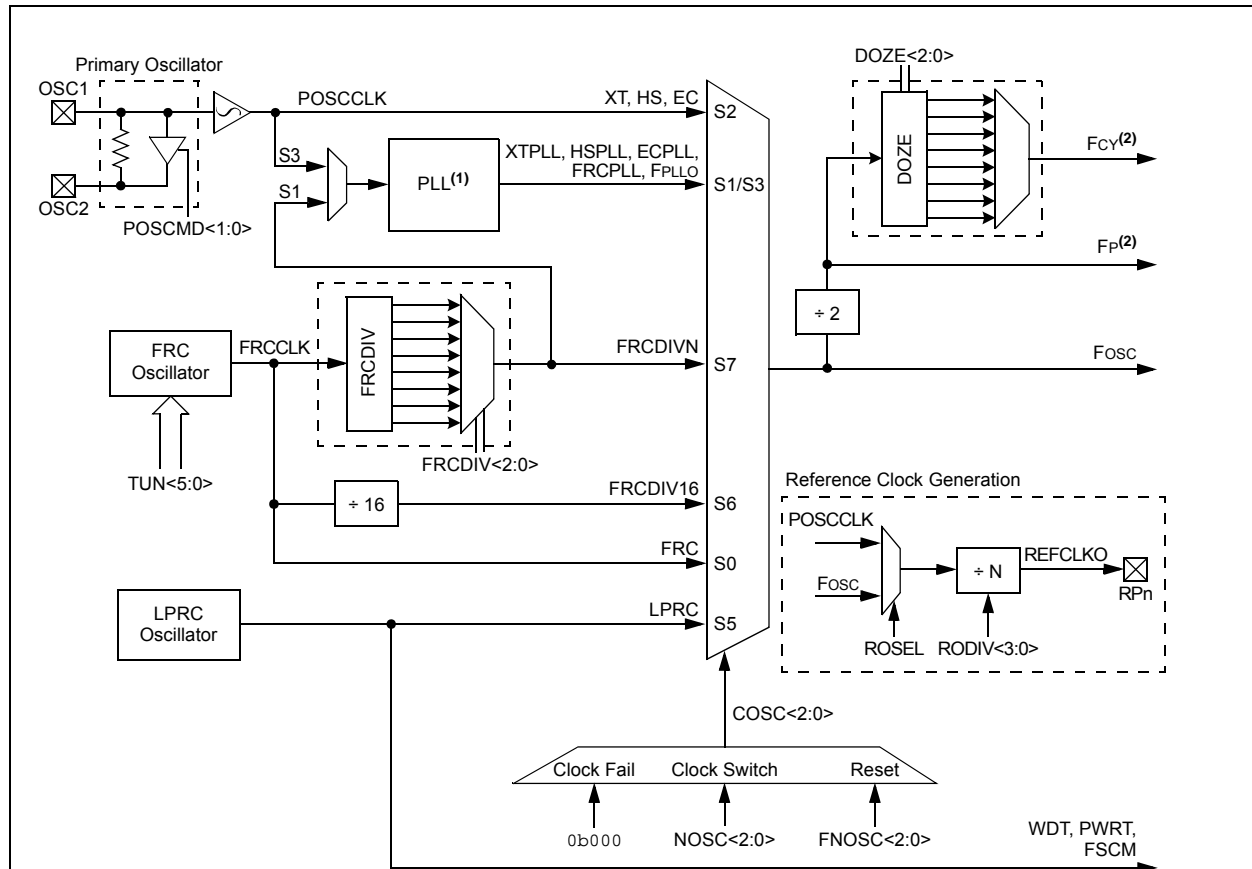 Primary Oscillator
OSC1
OSC2
POSCMD<1:0>
POSCCLK
XT, HS, EC
S2
S3
S1
PLL(1)
XTPLL, HSPLL, ECPLL,
FRCPLL, FPLLO
S1/S3
DOZE<2:0>
DOZE
FCY(2)
FP(2)
÷ 2
FOSC
FRC
Oscillator
FRCCLK
TUN<5:0>
FRCDIV
FRCDIV<2:0>
FRCDIVN
S7
÷ 16
FRCDIV16
S6
FRC
S0
LPRC
Oscillator
LPRC
S5
Reference Clock Generation
POSCCLK
FOSC
÷ N
REFCLKO
RPn
ROSEL
RODIV<3:0>
COSC<2:0>
Clock Fail
Clock Switch
Reset
0b000
NOSC<2:0>
FNOSC<2:0>
WDT, PWRT,
FSCM